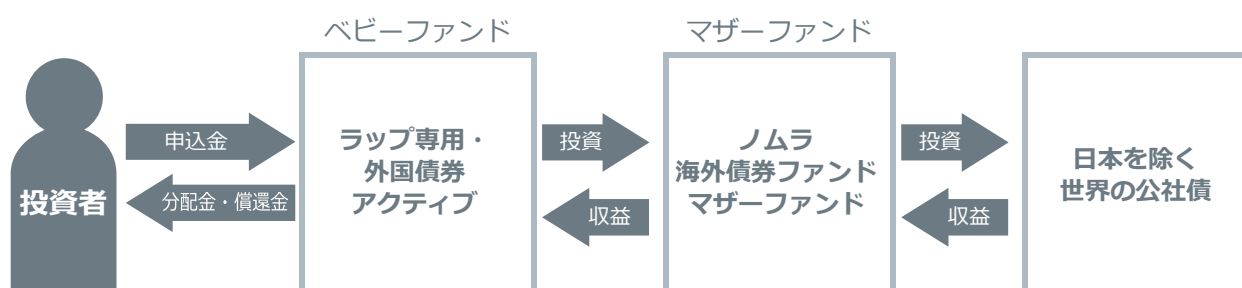 ベビーファンド
マザーファンド
投資者
申込金
分配金・償還金
ラップ専用・
外国債券
アクティブ
投資
収益
ノムラ
海外債券ファンド
マザーファンド
投資
収益
日本を除く
世界の公社債